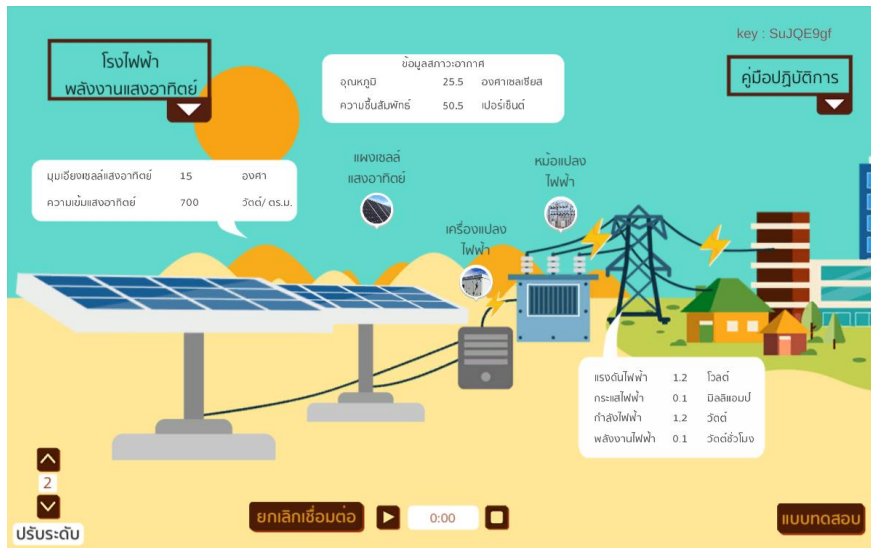 key : SuJQE9gf
โรงไฟฟ้า
พลังงานแสงอาทิตย์
ข้อมูลสภาวะอากาศ
อุณหภูมิ 25.5 องศาเซลเซียส
ความชื้นสัมพัทธ์ 50.5 เปอร์เซ็นต์
คู่มือปฏิบัติการ
มุมเอียงเซลล์แสงอาทิตย์ 15 องศา
ความเข้มแสงอาทิตย์ 700 วัตต์/ ตร.ม.
แผงเซลล์
แสงอาทิตย์
หม้อแปลง
ไฟฟ้า
เครื่องแปลง
ไฟฟ้า
แรงดันไฟฟ้า 1.2 โวลต์
กระแสไฟฟ้า 0.1 มิลลิแอมป์
กำลังไฟฟ้า 1.2 วัตต์
พลังงานไฟฟ้า 0.1 วัตต์ชั่วโมง
2
ปรับระดับ
ยกเลิกเชื่อมต่อ
0:00
แบบทดสอบ